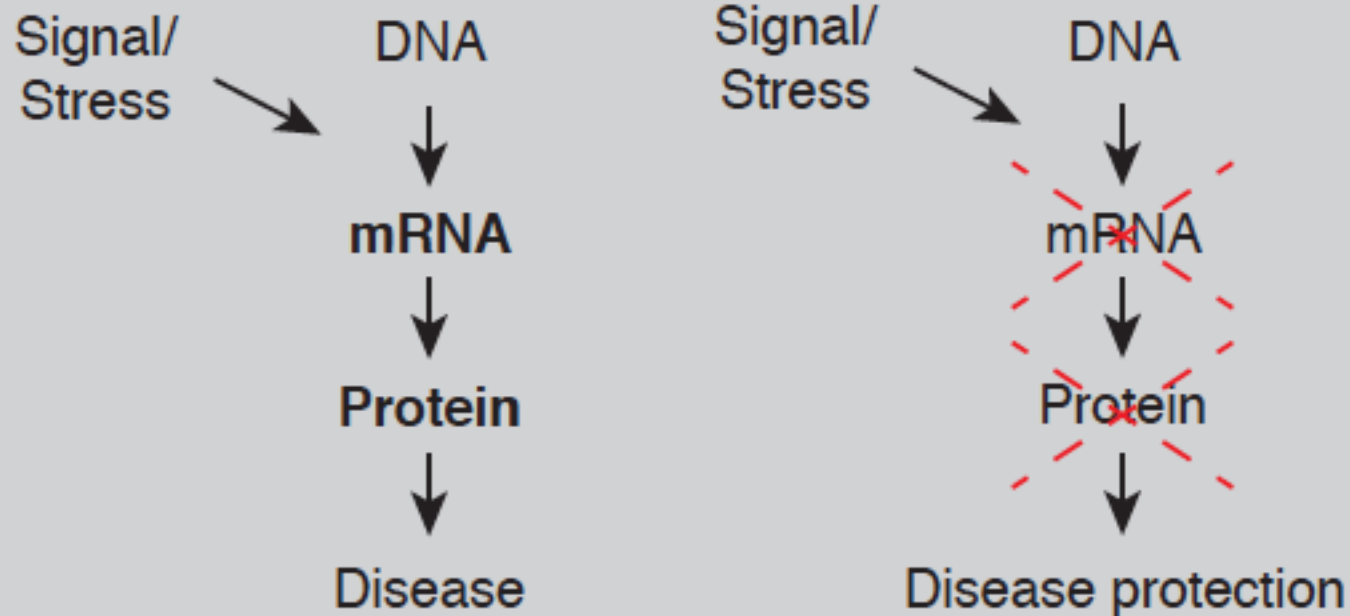 Signal/
Stress
DNA
mRNA
Protein
Disease
Signal/
Stress
DNA
mRNA
Protein
Disease protection